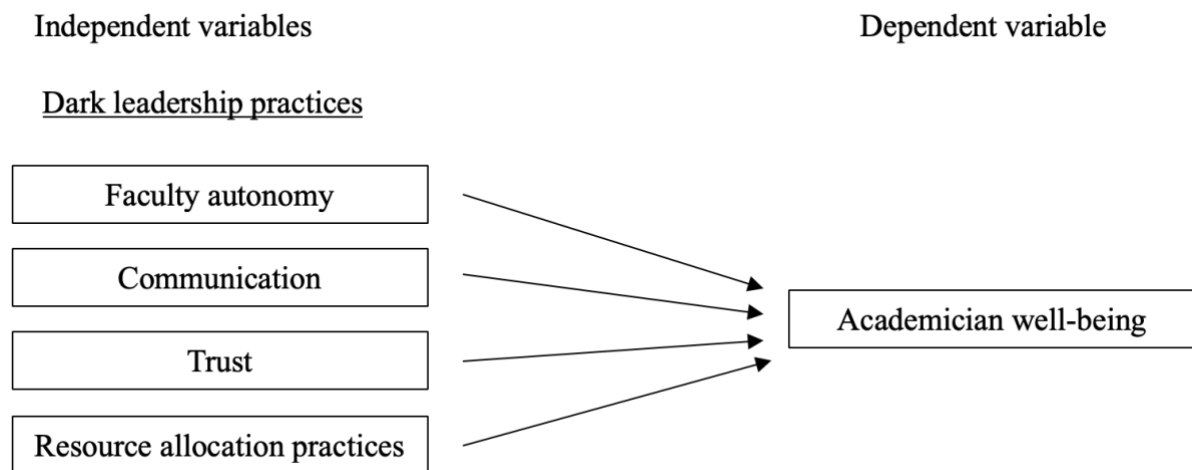 Independent variables
Dependent variable
Dark leadership practices
Faculty autonomy
Communication
Academician well-being
Trust
Resource allocation practices